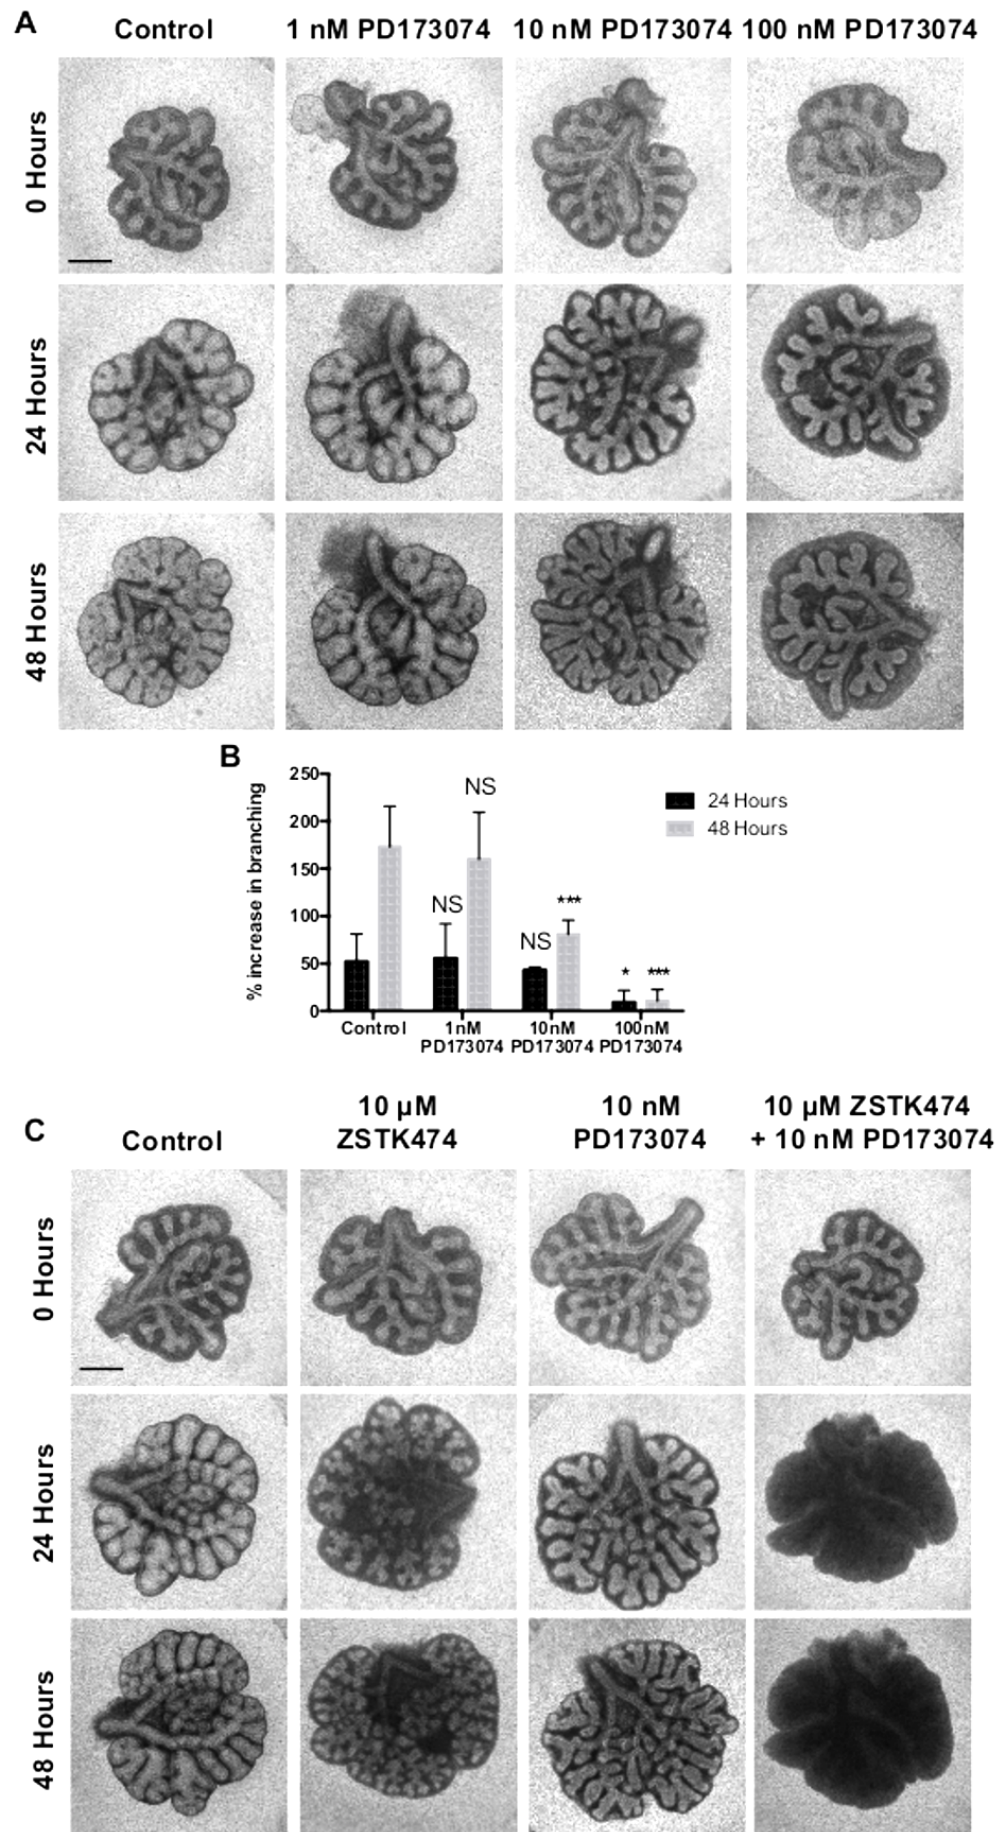 A
Control
1 nM PD173074
10 nM PD173074
100 nM PD173074
0 Hours
24 Hours
48 Hours
B
% increase in branching
250
200
150
100
50
0
NS
NS
NS
***
*
***
24 Hours
48 Hours
Control
1nM
PD173074
10nM
PD173074
100nM
PD173074
C
Control
10 µM
ZSTK474
10 nM
PD173074
10 µM ZSTK474
+ 10 nM PD173074
0 Hours
24 Hours
48 Hours